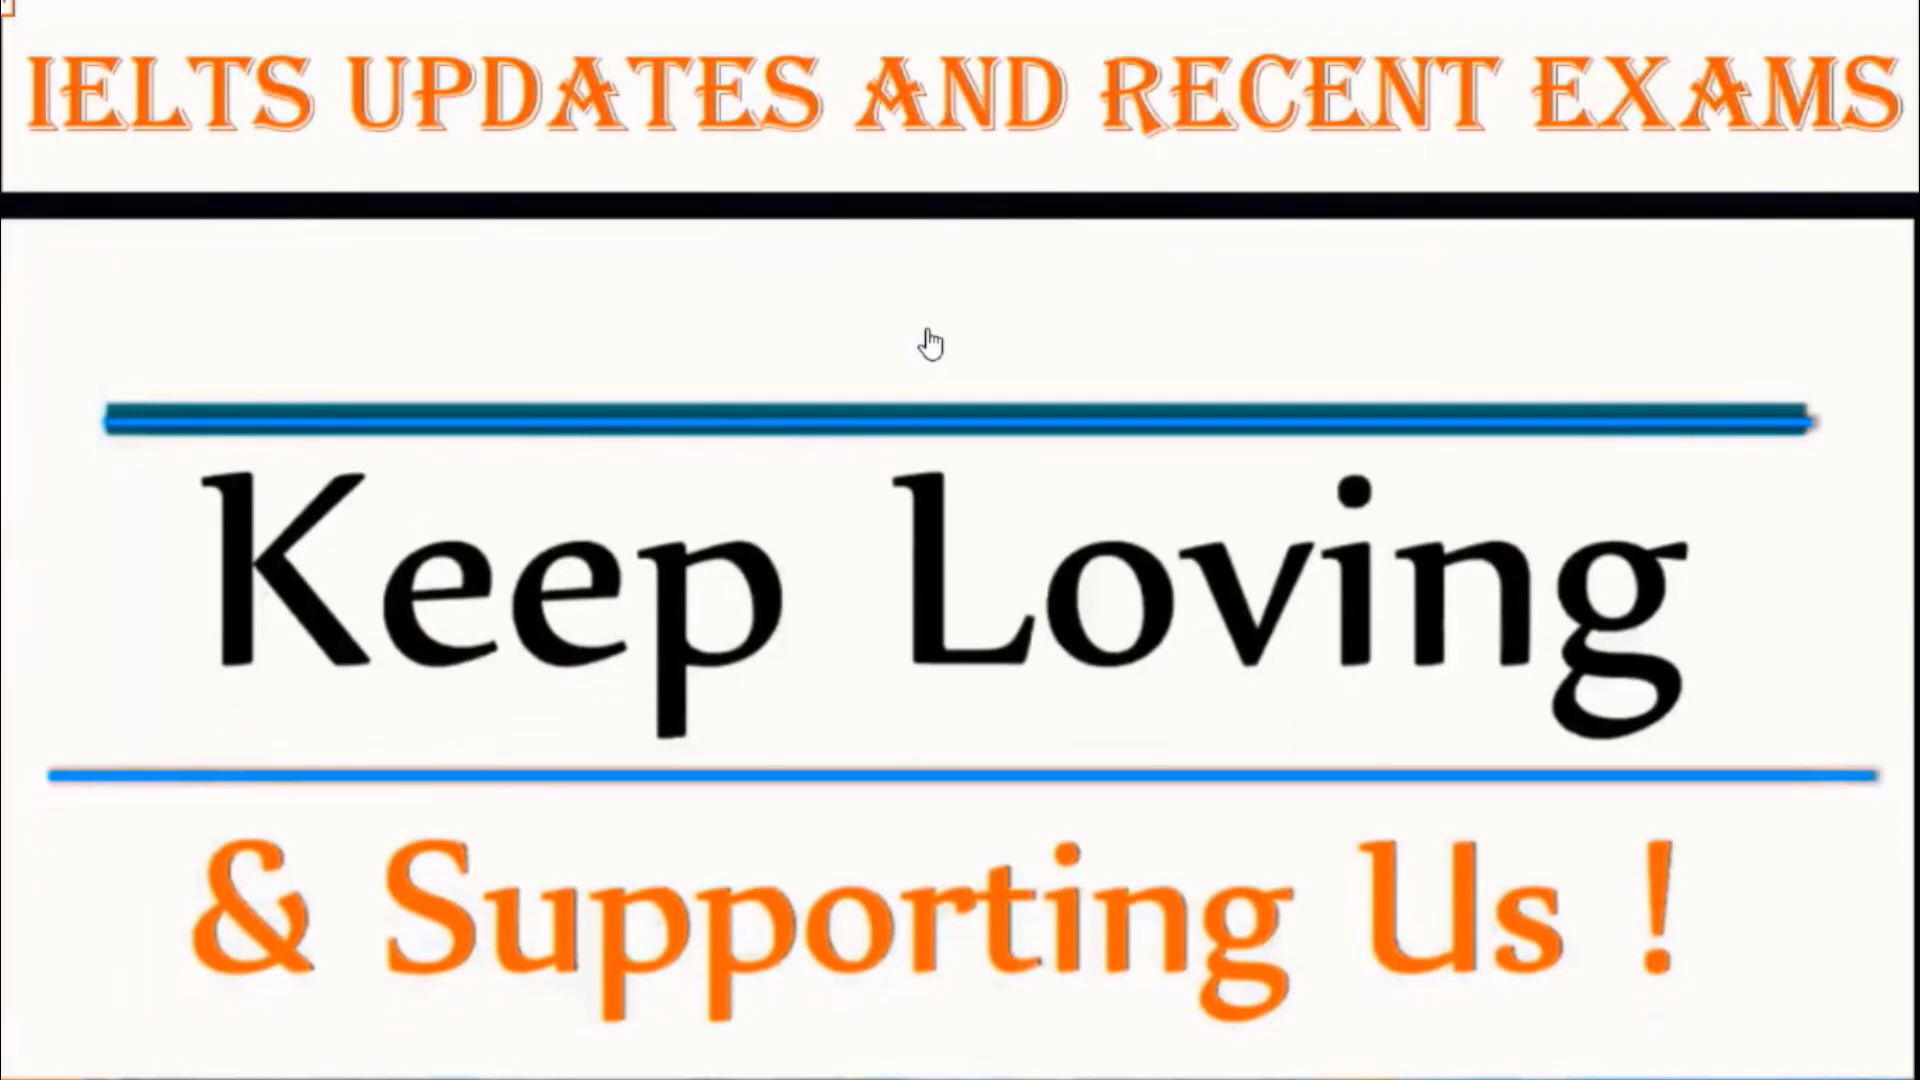 IELTS UPDATES AND RECENT EXAMS
Keep Loving
& Supporting Us !